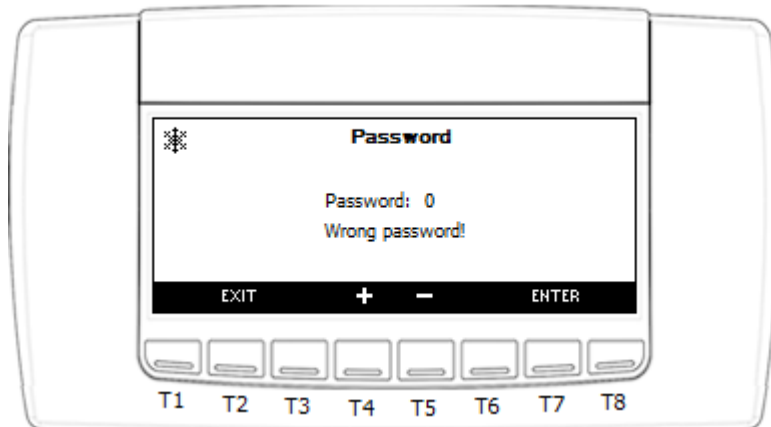 Password
Password: 0
Wrong password!
EXIT + − ENTER
T1 T2 T3 T4 T5 T6 T7 T8